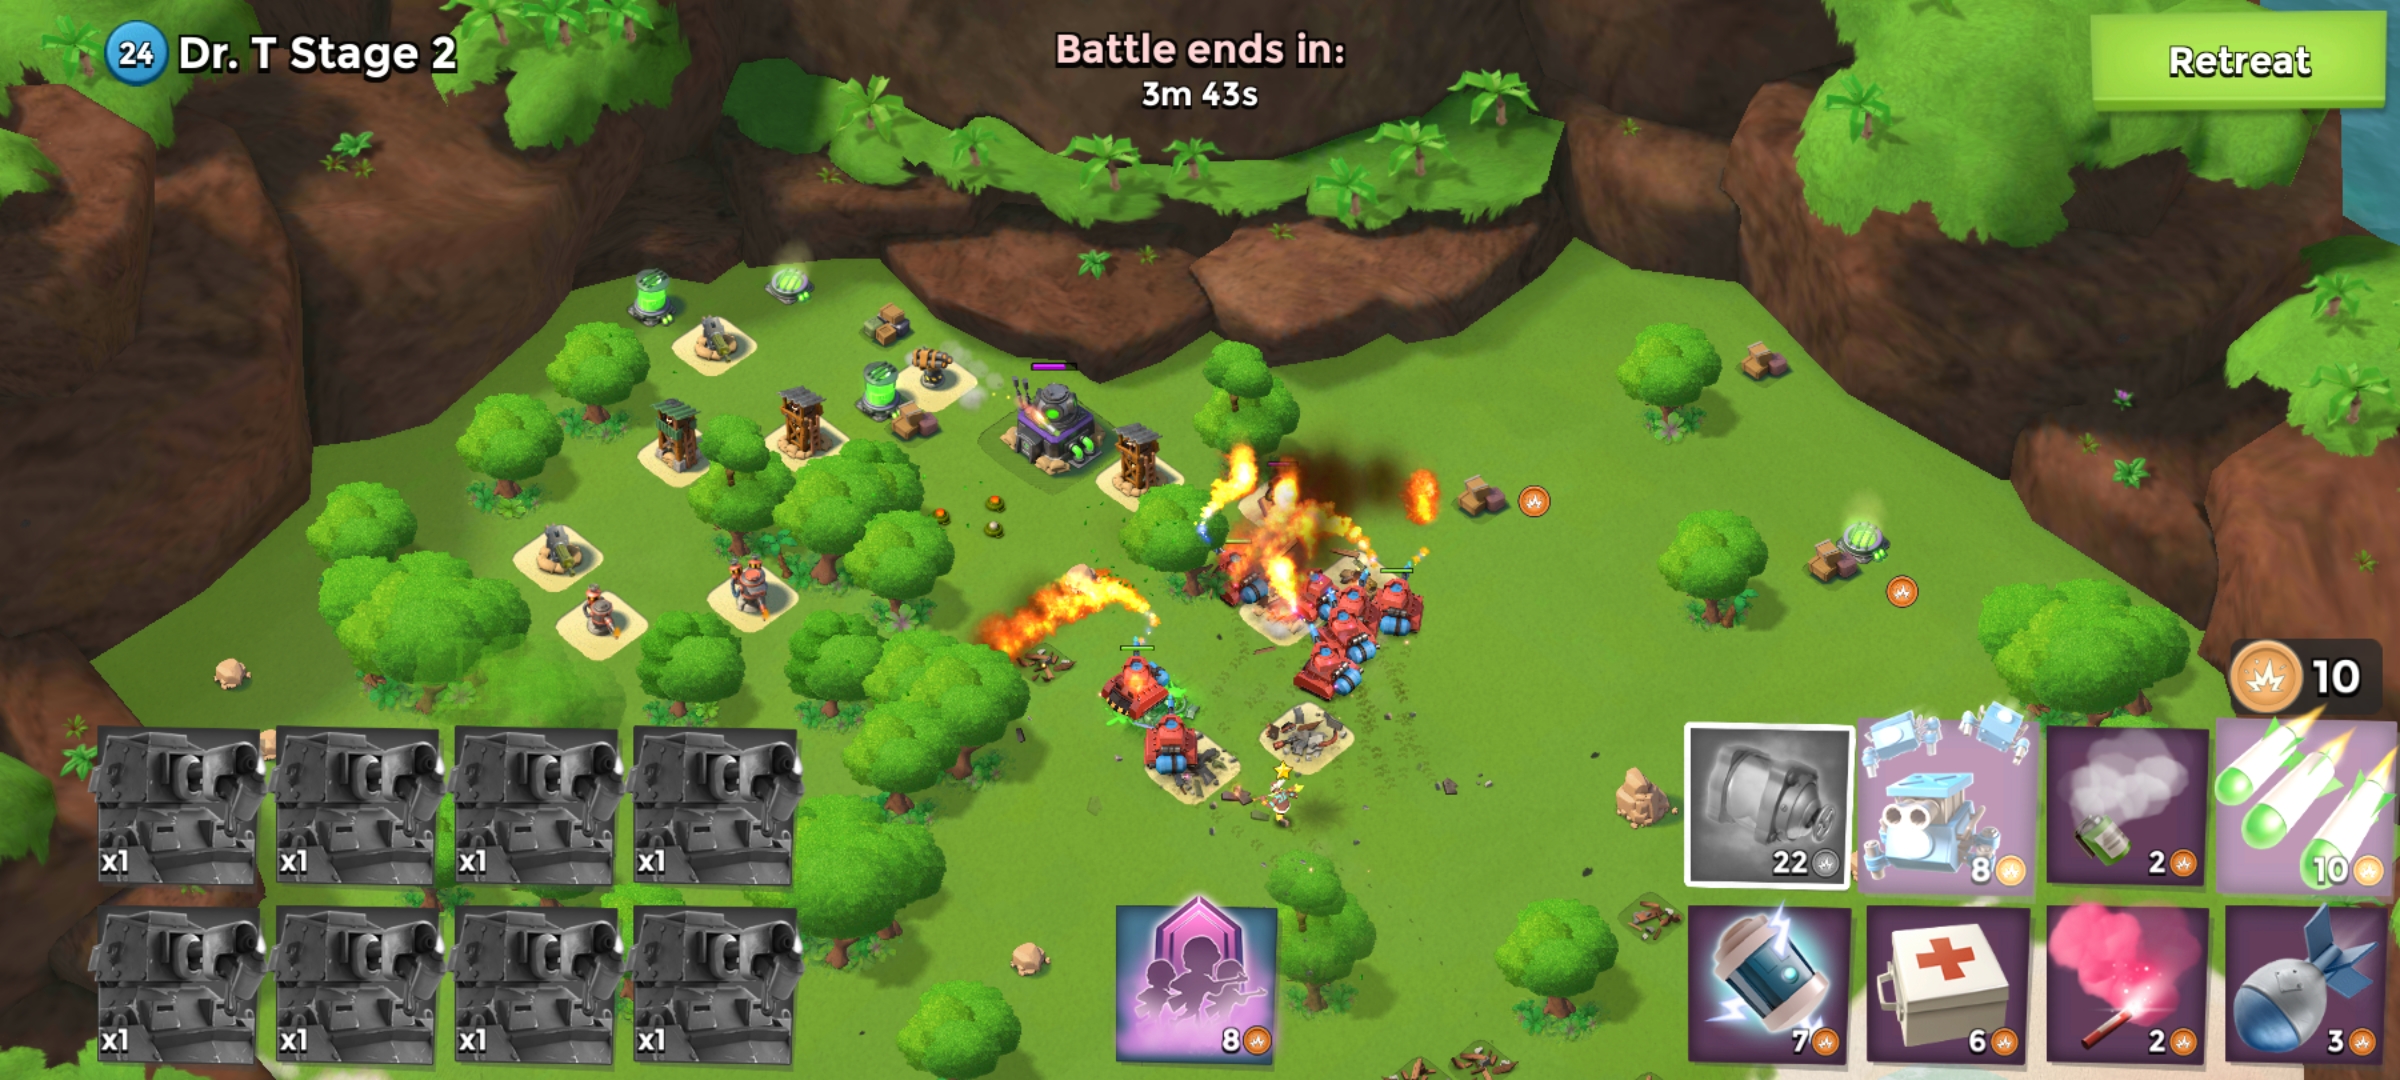 24 Dr. T Stage 2
Battle ends in:
3m 43s
Retreat
10
x1 x1 x1 x1
22 8 2 10
x1 x1 x1 x1
8
7 6 2 3